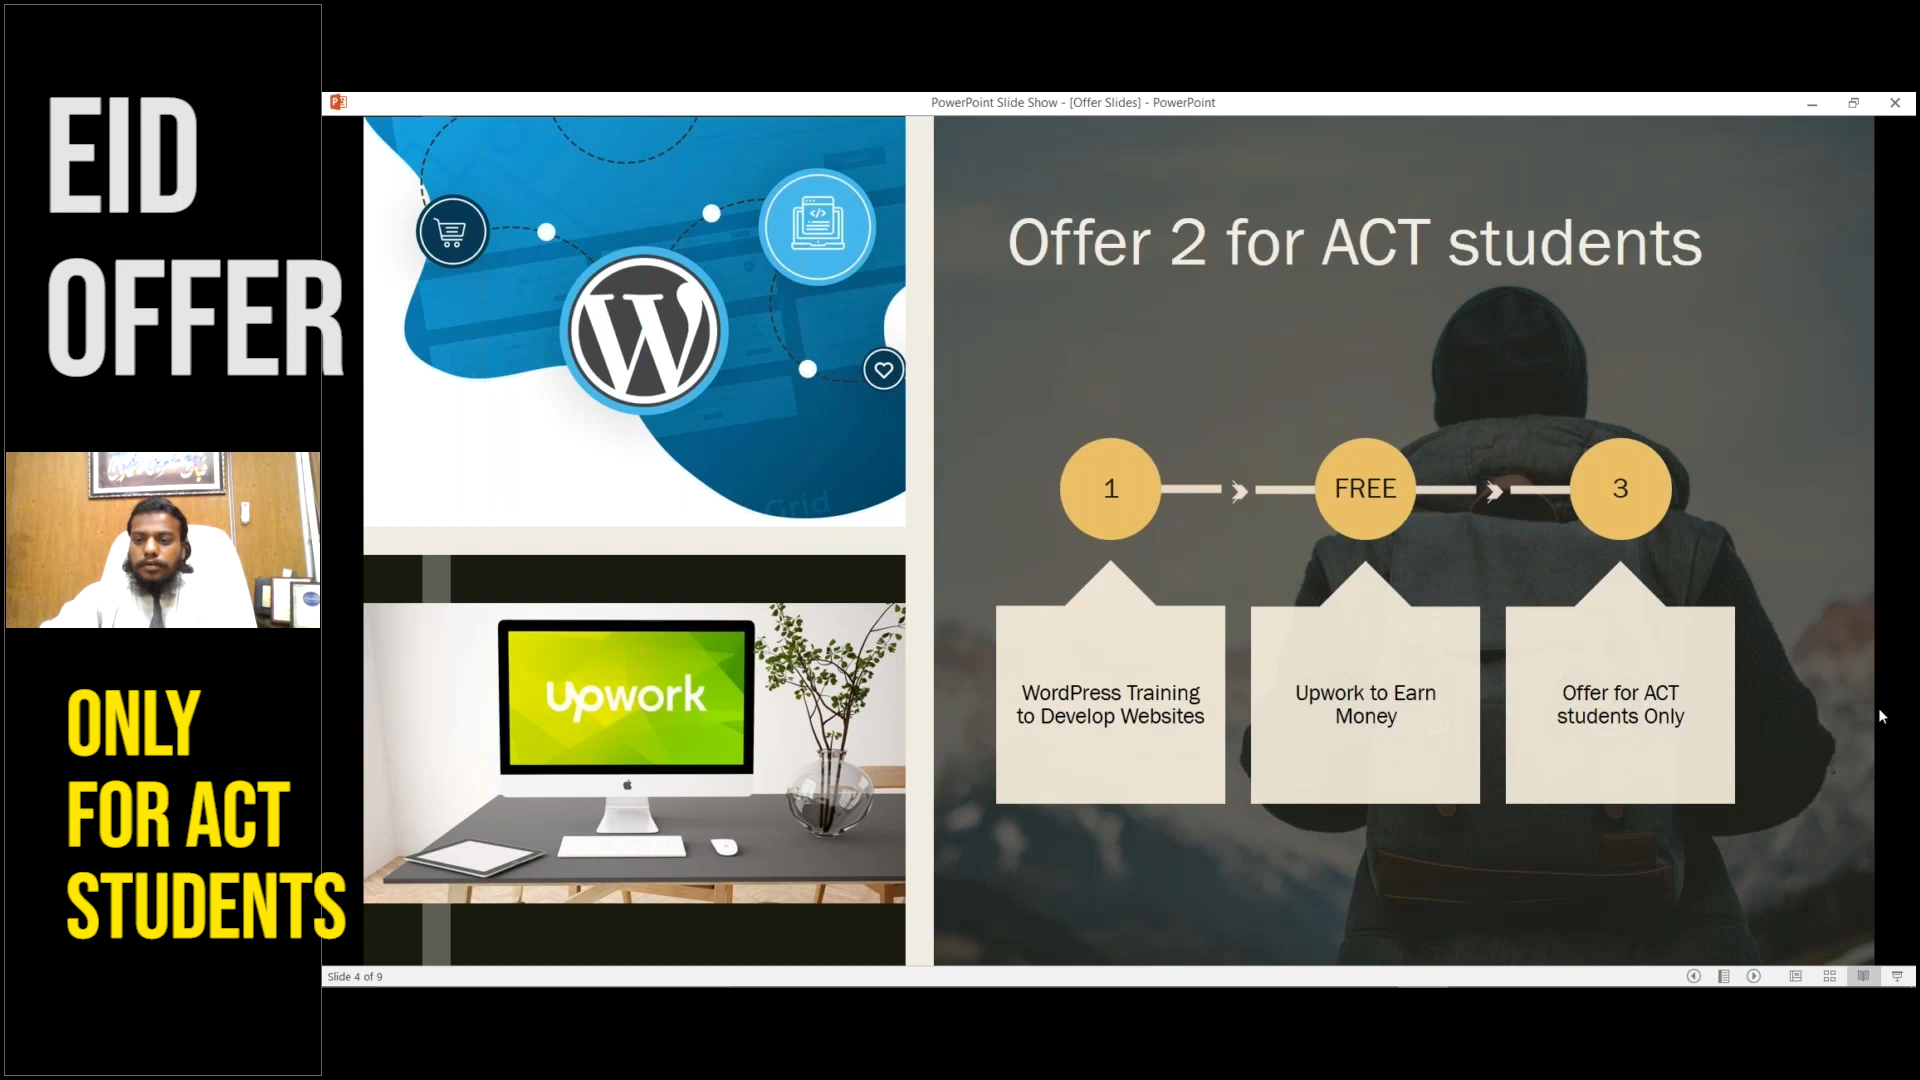 EID
OFFER
ONLY
FOR ACT
STUDENTS
PowerPoint Slide Show - [Offer Slides] - PowerPoint
Grid
upwork
Offer 2 for ACT students
1
FREE
3
WordPress Training
to Develop Websites
Upwork to Earn
Money
Offer for ACT
students Only
Slide 4 of 9